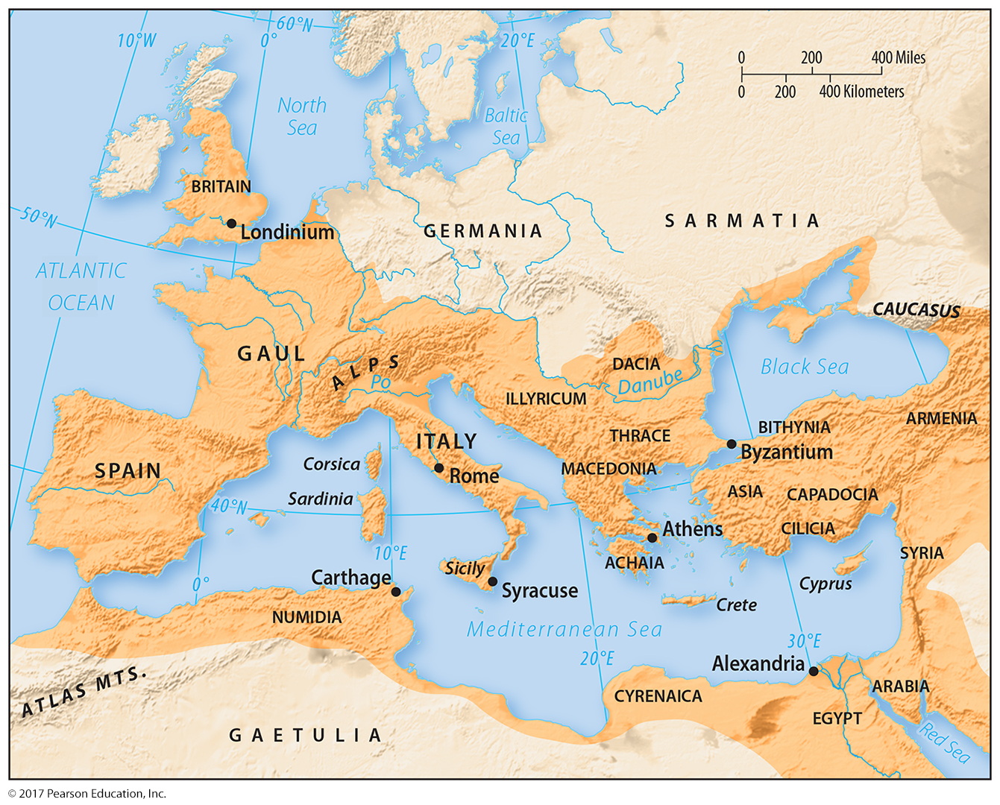 60°N
10°W
0°
20°E
0 200 400 Miles
0 200 400 Kilometers
North
Sea
Baltic
Sea
BRITAIN
50°N
Londinium
GERMANIA
SARMATIA
ATLANTIC
OCEAN
CAUCASUS
GAUL
ALPS
Po
DACIA
Danube
Black Sea
ILLYRICUM
ARMENIA
BITHYNIA
THRACE
ITALY
Byzantium
Corsica
SPAIN
Rome
MACEDONIA
Sardinia
ASIA
CAPADOCIA
40°N
CILICIA
Athens
10°E
SYRIA
ACHAIA
Sicily
Carthage
0°
Cyprus
Syracuse
Crete
NUMIDIA
Mediterranean Sea
30°E
20°E
Alexandria
ATLAS MTS.
ARABIA
CYRENAICA
EGYPT
GAETULIA
Red Sea
© 2017 Pearson Education, Inc.